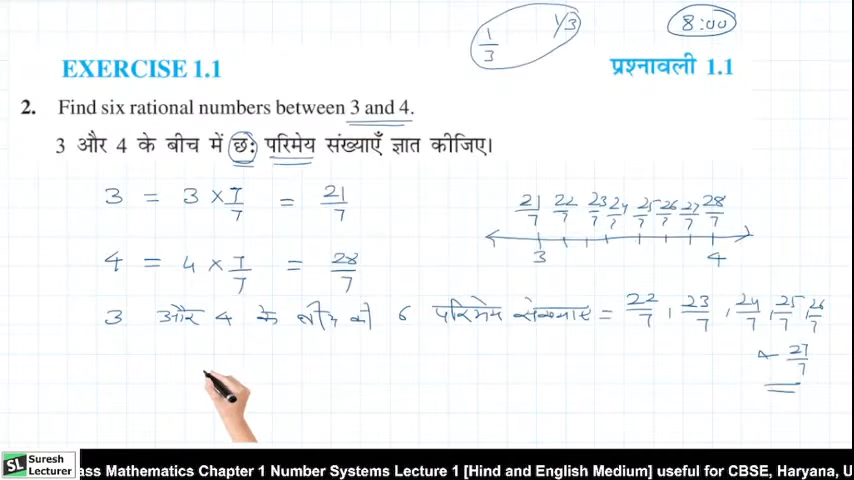 1/3 1/3 8:00
EXERCISE 1.1 प्रश्नावली 1.1
2. Find six rational numbers between 3 and 4.
3 और 4 के बीच में छः परिमेय संख्याएँ ज्ञात कीजिए।
3 = 3 × 7/7 = 21/7
21/7 22/7 23/7 24/7 25/7 26/7 27/7 28/7
3 4
4 = 4 × 7/7 = 28/7
3 और 4 के बीच की 6 परिमेय संख्याए = 22/7, 23/7, 24/7, 25/7, 26/7
27/7
SL Suresh Lecturer
ass Mathematics Chapter 1 Number Systems Lecture 1 [Hind and English Medium] useful for CBSE, Haryana, U